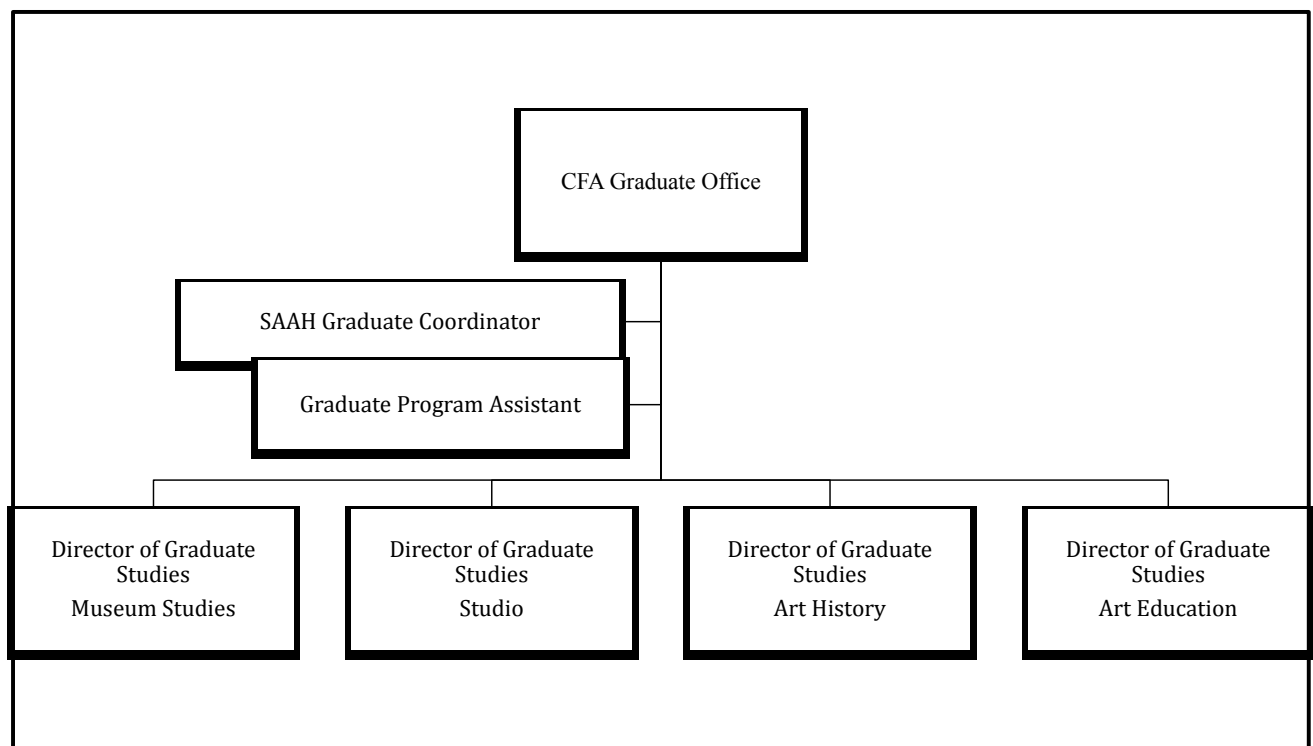 CFA Graduate Office
SAAH Graduate Coordinator
Graduate Program Assistant
Director of Graduate
Studies
Museum Studies
Director of Graduate
Studies
Studio
Director of Graduate
Studies
Art History
Director of Graduate
Studies
Art Education